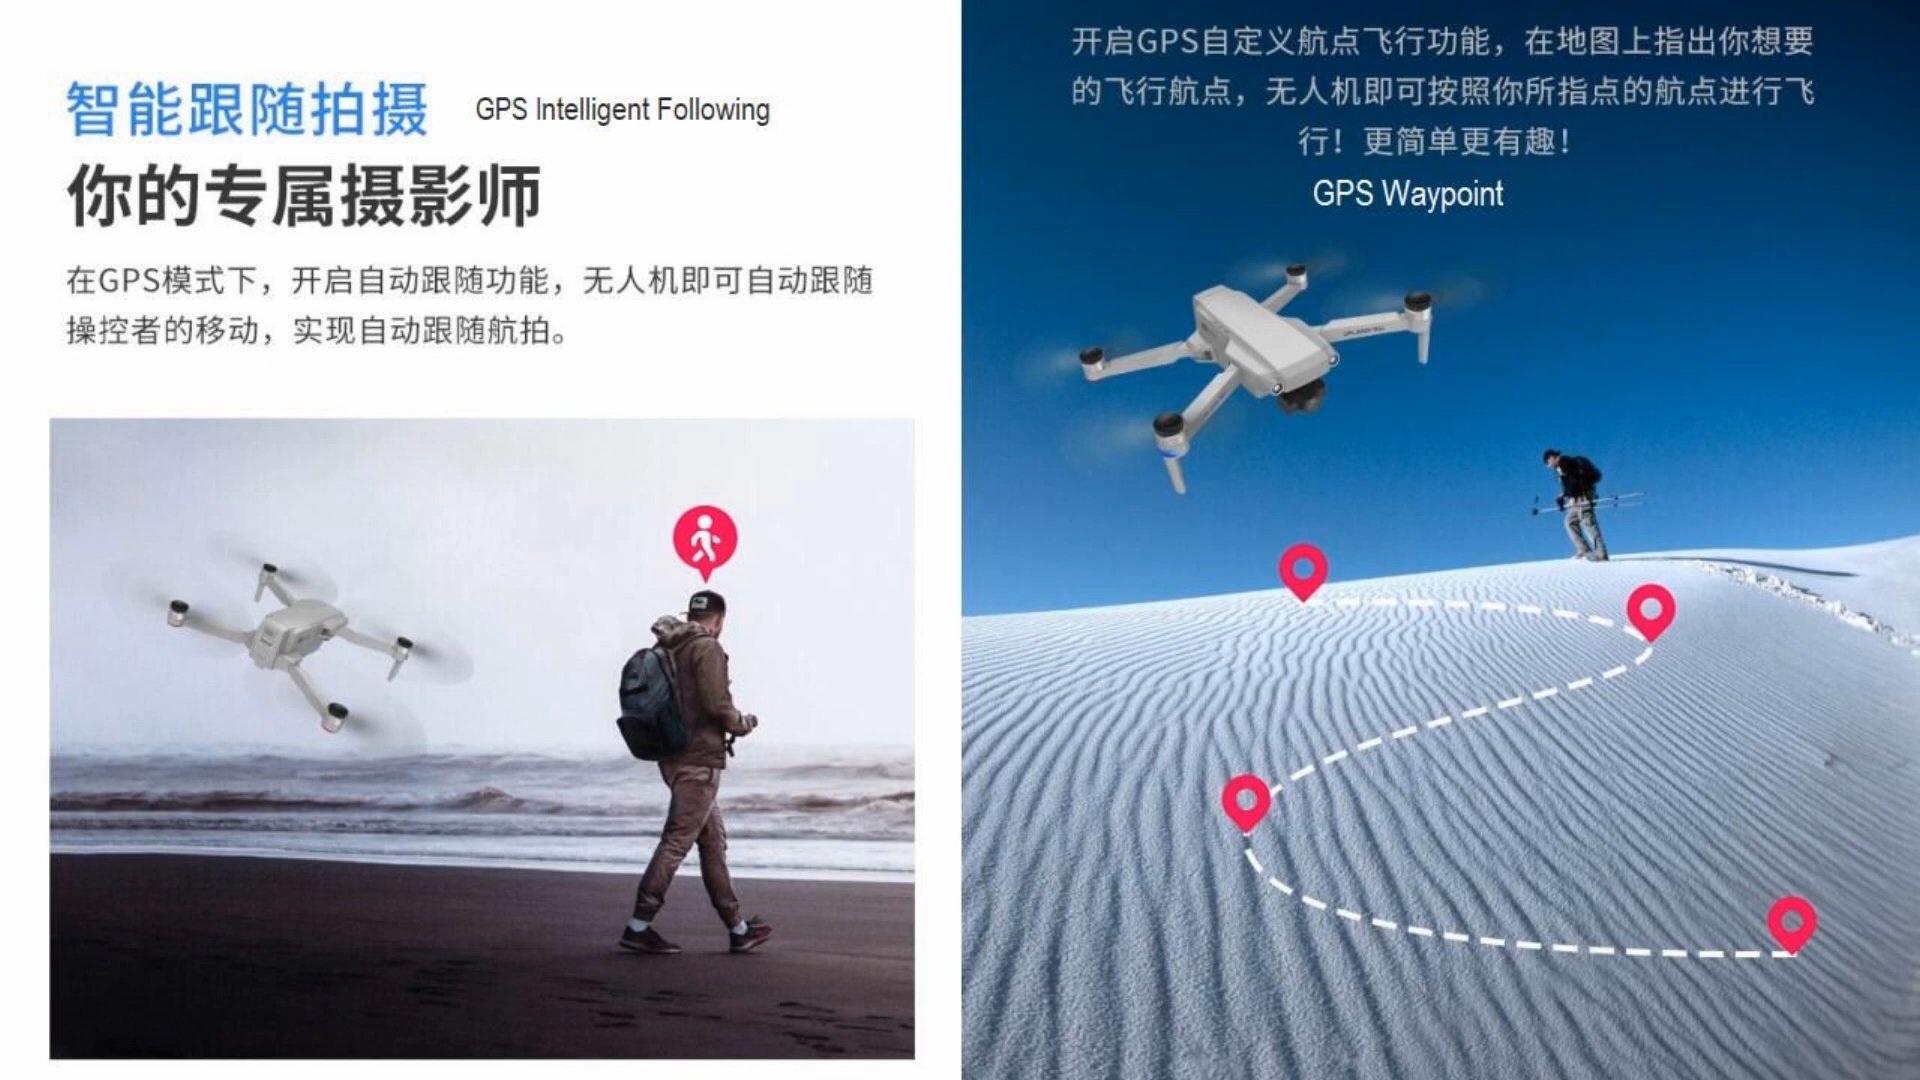 智能跟随拍摄
GPS Intelligent Following
你的专属摄影师
在GPS模式下，开启自动跟随功能，无人机即可自动跟随
操控者的移动，实现自动跟随航拍。
开启GPS自定义航点飞行功能，在地图上指出你想要
的飞行航点，无人机即可按照你所指点的航点进行飞
行！更简单更有趣！
GPS Waypoint